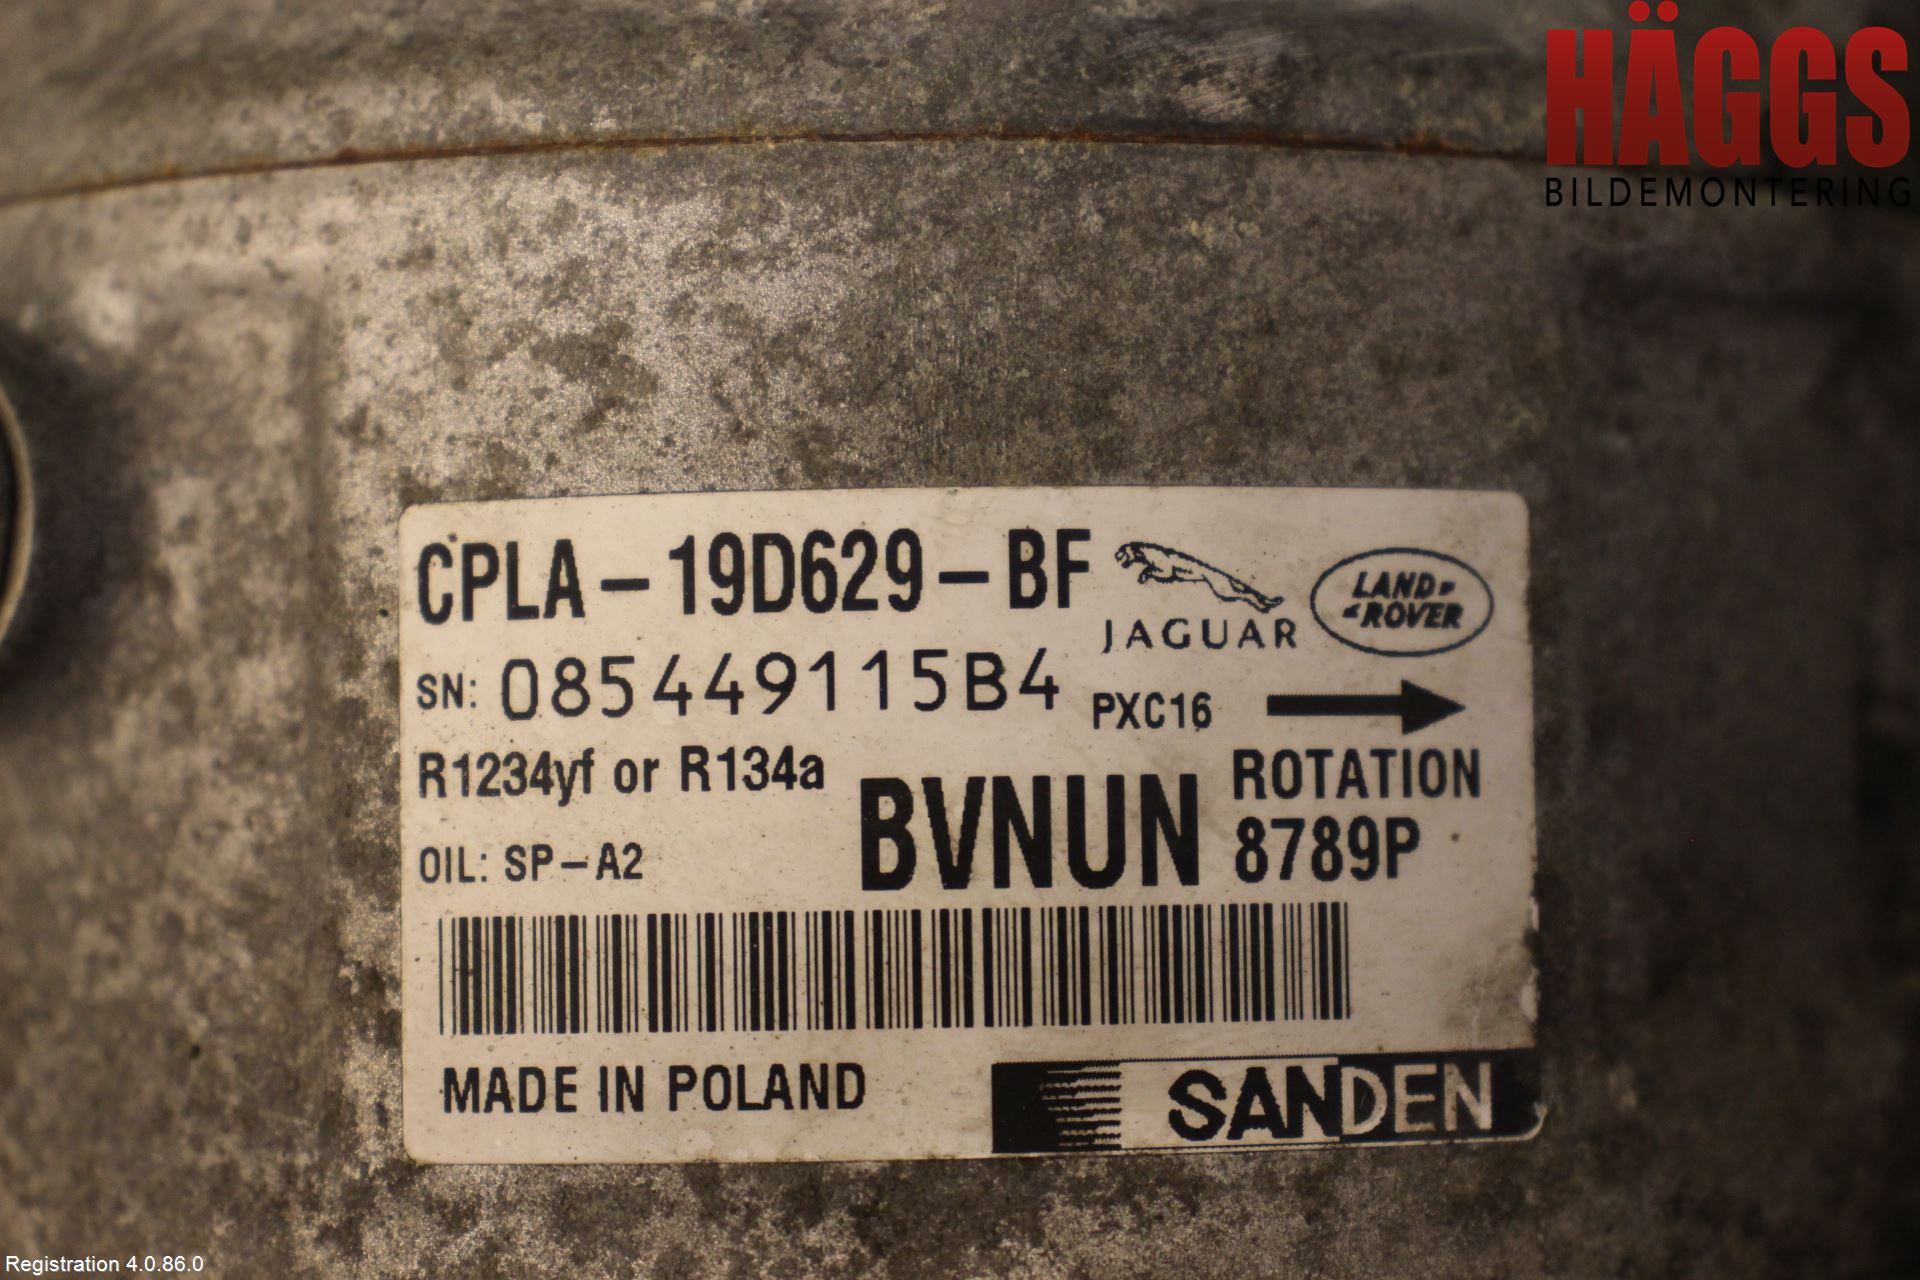 HÄGGS
BILDEMONTERING
CPLA-19D629-BF
JAGUAR
LAND-
-ROVER
SN: 085449115B4
PXC16
R1234yf or R134a
ROTATION
OIL: SP-A2
BVNUN
8789P
MADE IN POLAND
SANDEN
Registration 4.0.86.0